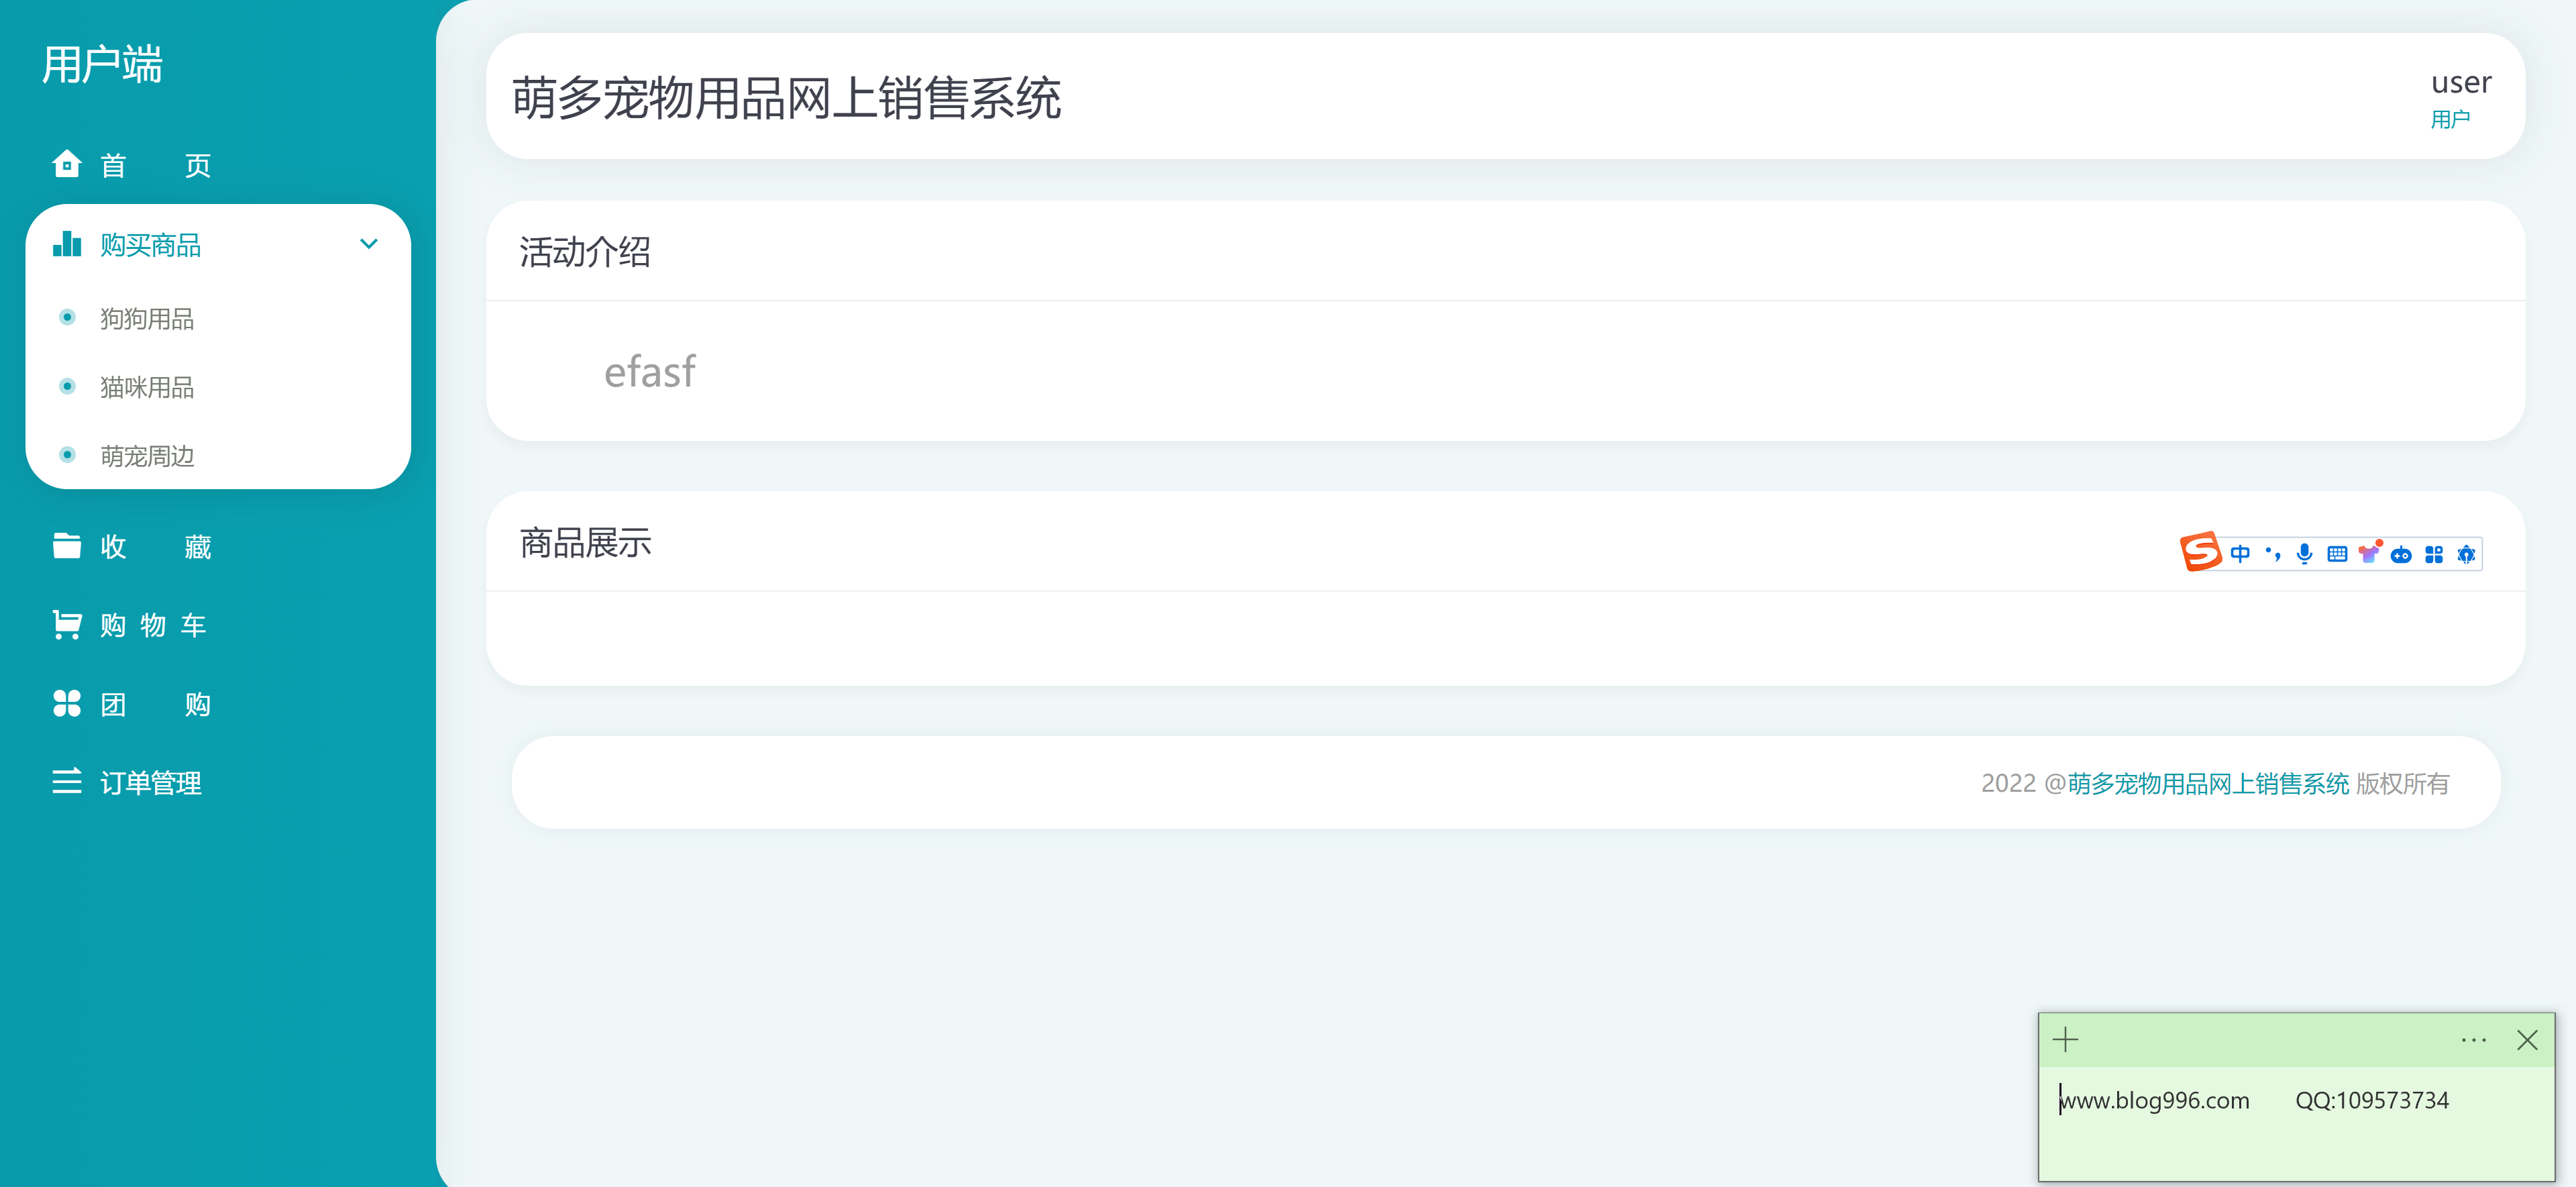 用户端
首 页
购买商品
狗狗用品
猫咪用品
萌宠周边
收 藏
购 物 车
团 购
订单管理
萌多宠物用品网上销售系统
user
用户
活动介绍
efasf
商品展示
中
2022 @萌多宠物用品网上销售系统 版权所有
www.blog996.com QQ:109573734